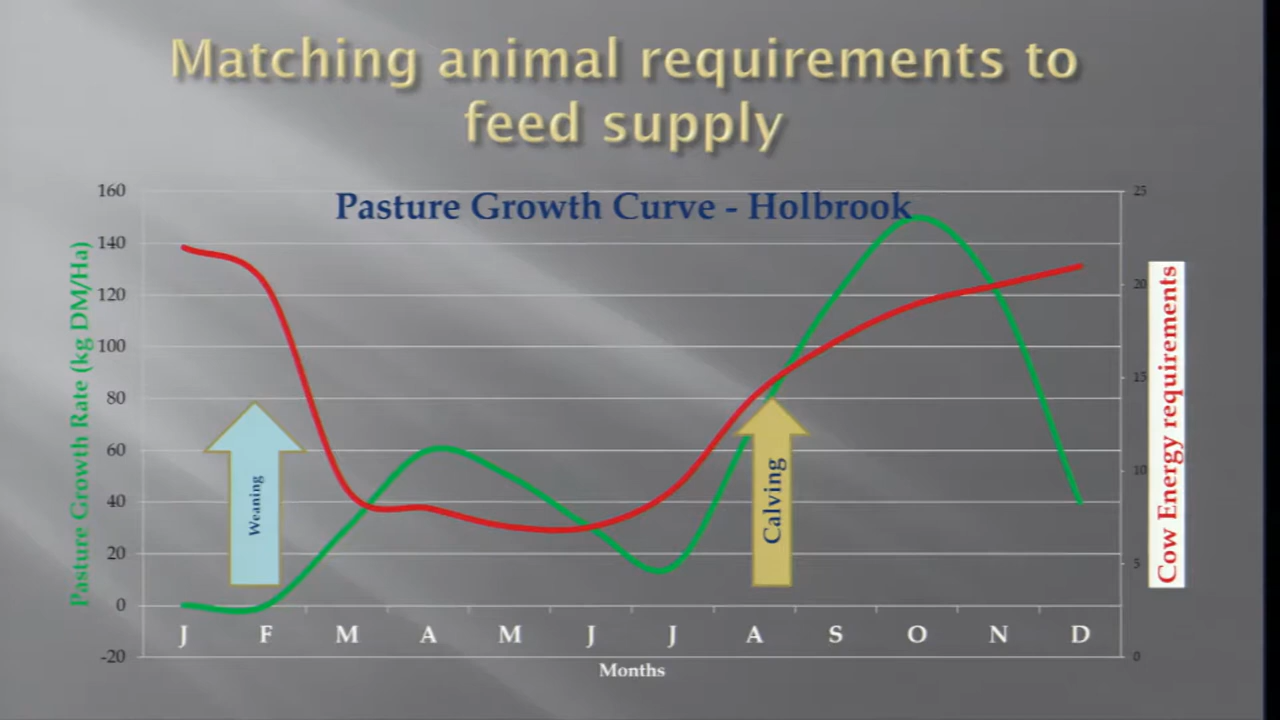 Matching animal requirements to
feed supply
Pasture Growth Curve - Holbrook
Pasture Growth Rate (kg DM/Ha)
160
140
120
100
80
60
40
20
0
-20
25
20
15
10
5
0
Cow Energy requirements
Weaning
Calving
J F M A M J J A S O N D
Months